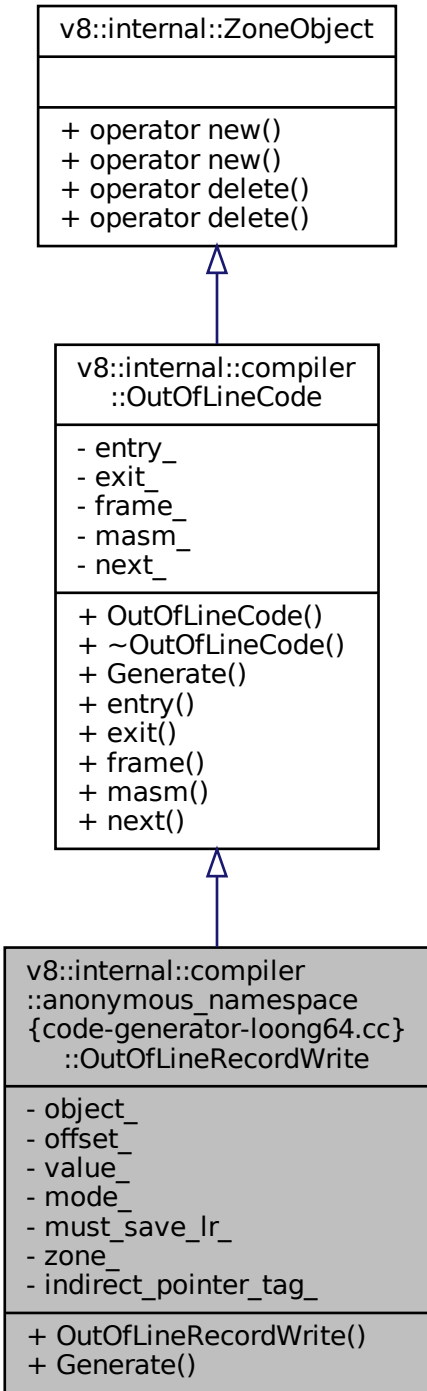 v8::internal::ZoneObject
+ operator new()
+ operator new()
+ operator delete()
+ operator delete()
v8::internal::compiler
::OutOfLineCode
- entry_
- exit_
- frame_
- masm_
- next_
+ OutOfLineCode()
+ ~OutOfLineCode()
+ Generate()
+ entry()
+ exit()
+ frame()
+ masm()
+ next()
v8::internal::compiler
::anonymous_namespace
{code-generator-loong64.cc}
::OutOfLineRecordWrite
- object_
- offset_
- value_
- mode_
- must_save_lr_
- zone_
- indirect_pointer_tag_
+ OutOfLineRecordWrite()
+ Generate()